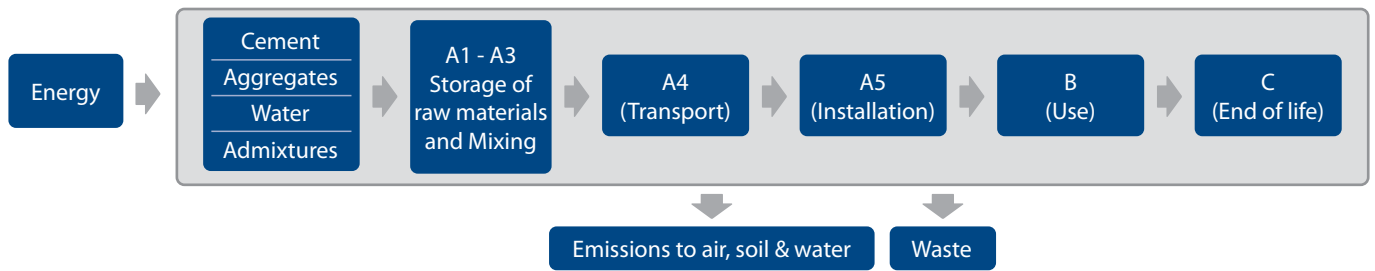 Energy
Cement
Aggregates
Water
Admixtures
A1 - A3
Storage of
raw materials
and Mixing
A4
(Transport)
A5
(Installation)
B
(Use)
C
(End of life)
Emissions to air, soil & water
Waste